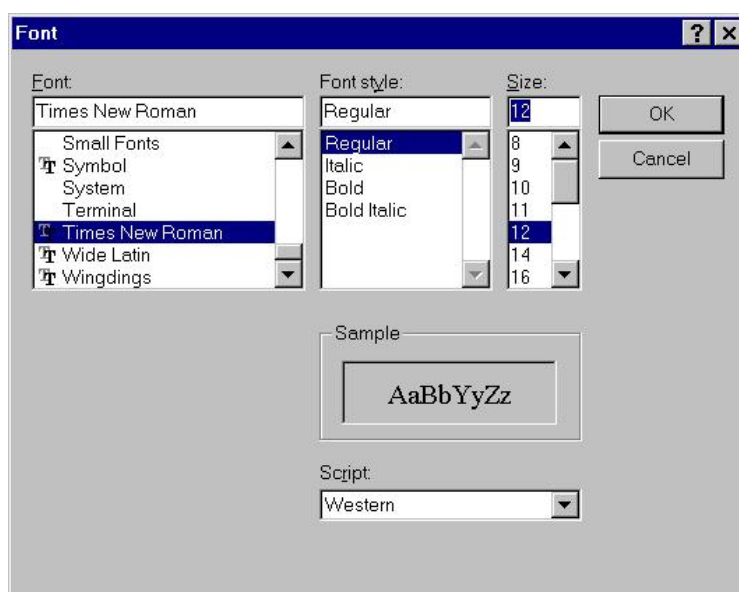 Font
Font:
Times New Roman
Small Fonts
Symbol
System
Terminal
Times New Roman
Wide Latin
Wingdings
Font style:
Regular
Regular
Italic
Bold
Bold Italic
Size:
12
8
9
10
11
12
14
16
OK
Cancel
Sample
AaBbYyZz
Script:
Western